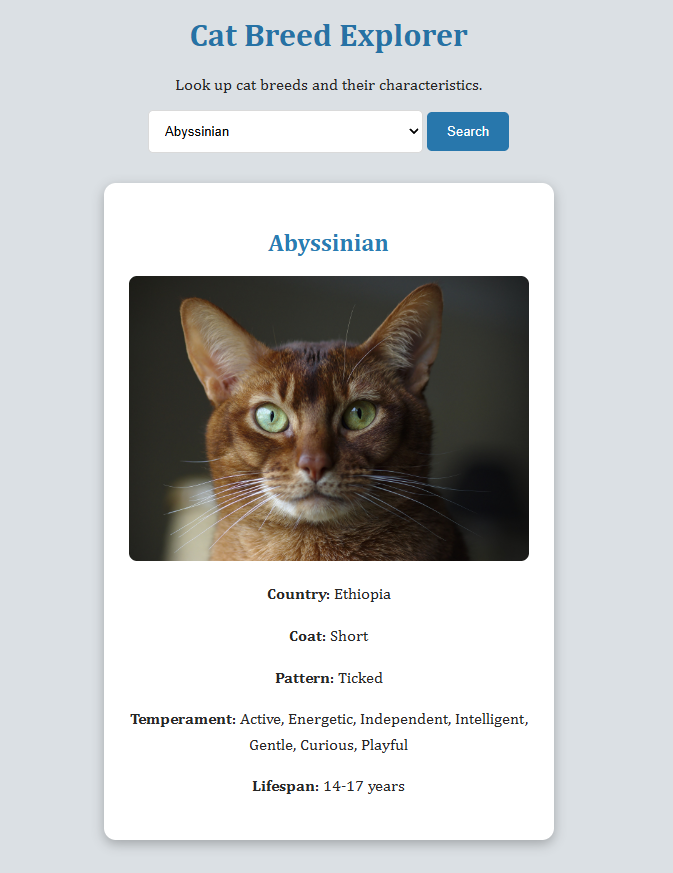 Cat Breed Explorer
Look up cat breeds and their characteristics.
Abyssinian
Search
Abyssinian
Country: Ethiopia
Coat: Short
Pattern: Ticked
Temperament: Active, Energetic, Independent, Intelligent,
Gentle, Curious, Playful
Lifespan: 14-17 years